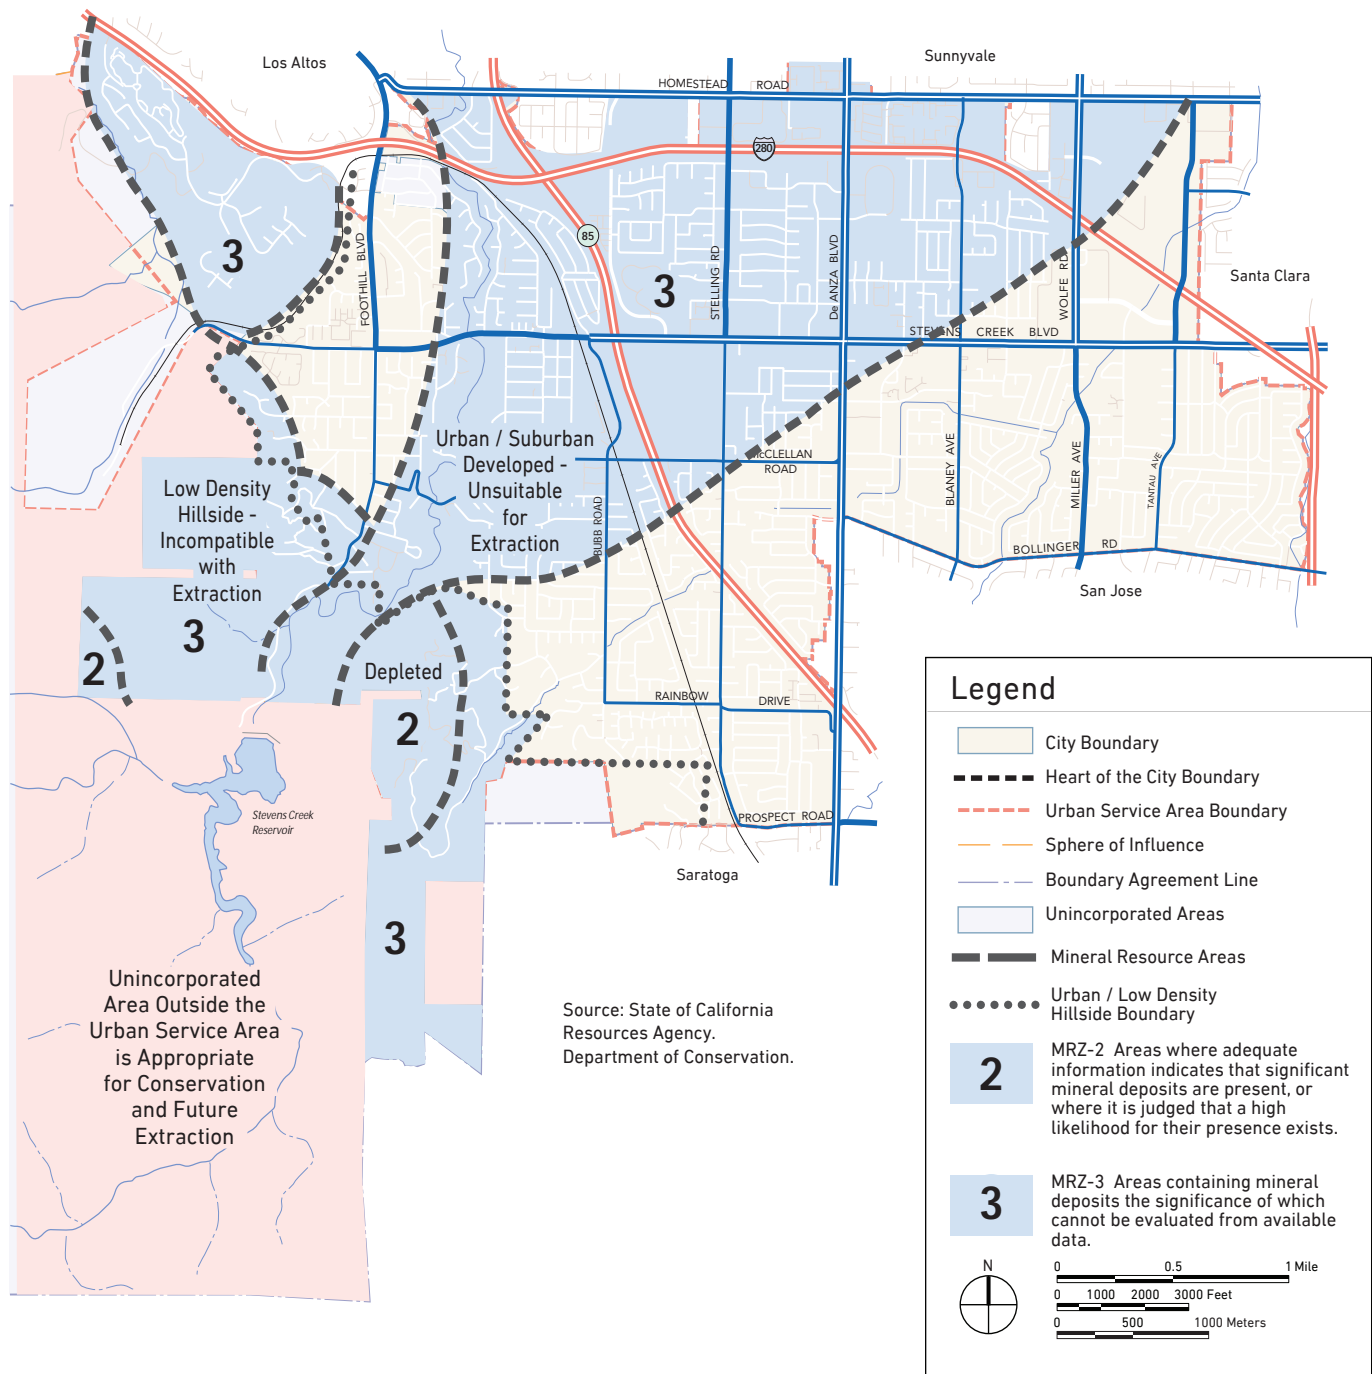 Los Altos
Sunnyvale
HOMESTEAD ROAD
280
85
3
3
FOOTHILL BLVD
STELLING RD
De ANZA BLVD
WOLFE RD
Santa Clara
STEVENS CREEK BLVD
Urban / Suburban
Developed -
Unsuitable
for
Extraction
McCLELLAN
ROAD
BLANEY AVE
MILLER AVE
TANTAU AVE
Low Density
Hillside -
Incompatible
with
Extraction
BUBB ROAD
BOLLINGER RD
San Jose
3
2
Depleted
2
RAINBOW DRIVE
Stevens Creek
Reservoir
PROSPECT ROAD
Saratoga
3
Unincorporated
Area Outside the
Urban Service Area
is Appropriate
for Conservation
and Future
Extraction
Source: State of California
Resources Agency.
Department of Conservation.
Legend
City Boundary
Heart of the City Boundary
Urban Service Area Boundary
Sphere of Influence
Boundary Agreement Line
Unincorporated Areas
Mineral Resource Areas
Urban / Low Density
Hillside Boundary
2
MRZ-2 Areas where adequate
information indicates that significant
mineral deposits are present, or
where it is judged that a high
likelihood for their presence exists.
3
MRZ-3 Areas containing mineral
deposits the significance of which
cannot be evaluated from available
data.
N
0 0.5 1 Mile
0 1000 2000 3000 Feet
0 500 1000 Meters